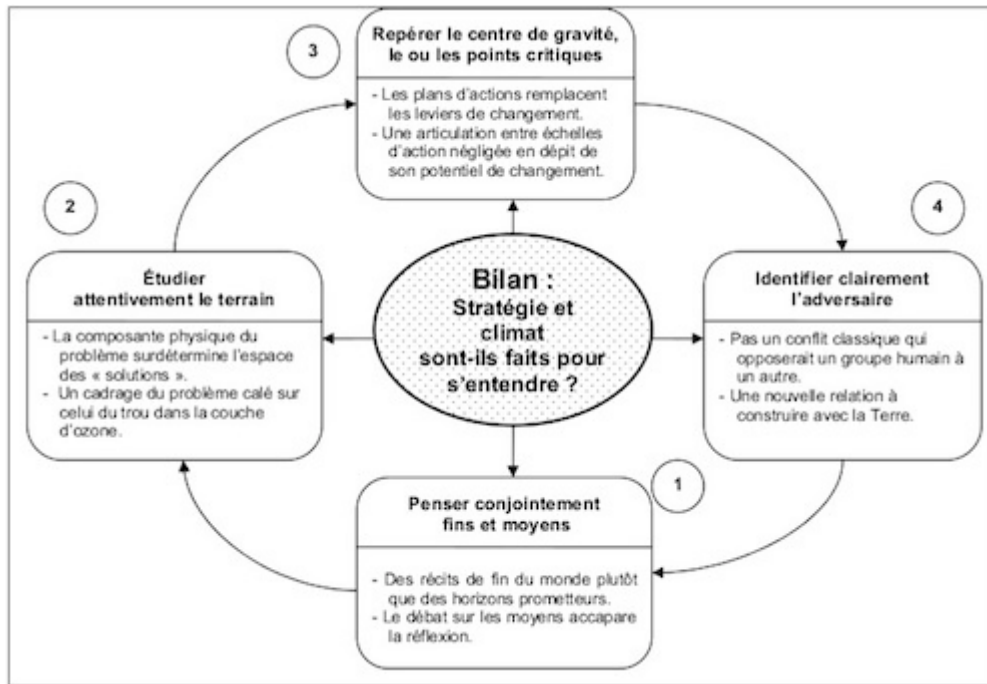 3
Repérer le centre de gravité,
le ou les points critiques
- Les plans d'actions remplacent
les leviers de changement.
- Une articulation entre échelles
d'action négligée en dépit de
son potentiel de changement.
2
Étudier
attentivement le terrain
- La composante physique du
problème surdétermine l'espace
des « solutions ».
- Un cadrage du problème calé sur
celui du trou dans la couche
d'ozone.
Bilan :
Stratégie et
climat
sont-ils faits pour
s'entendre ?
4
Identifier clairement
l'adversaire
- Pas un conflit classique qui
opposerait un groupe humain à
un autre.
- Une nouvelle relation à
construire avec la Terre.
1
Penser conjointement
fins et moyens
- Des récits de fin du monde plutôt
que des horizons prometteurs.
- Le débat sur les moyens accapare
la réflexion.